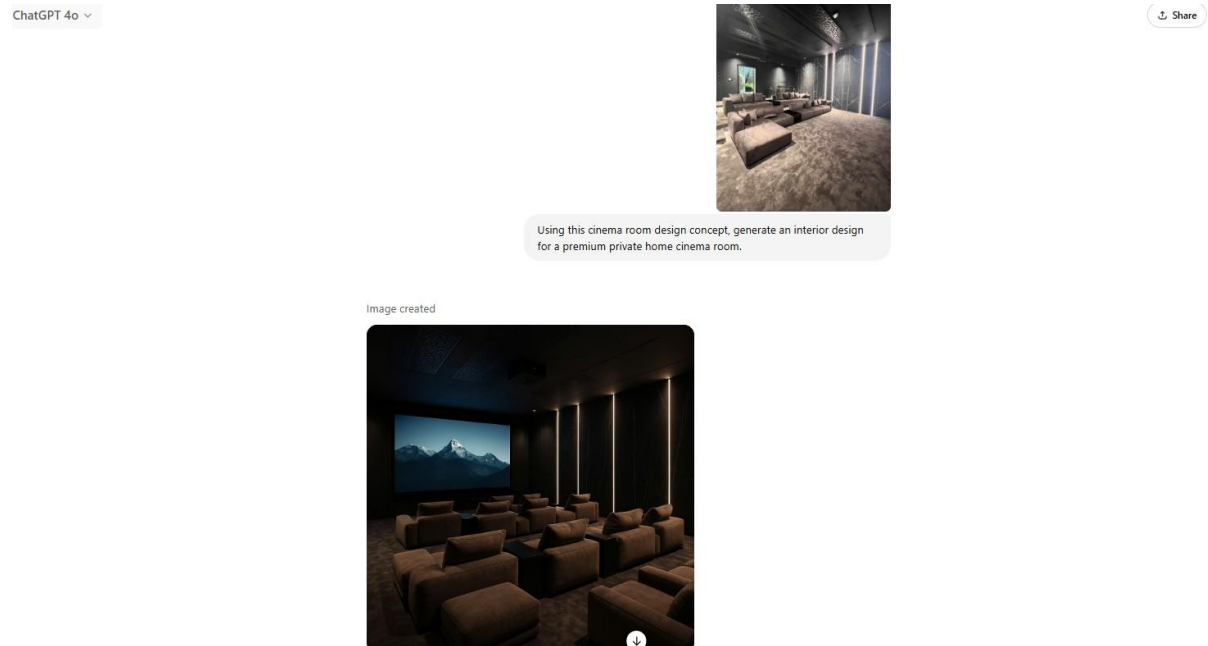 ChatGPT 4o
Share
Using this cinema room design concept, generate an interior design
for a premium private home cinema room.
Image created